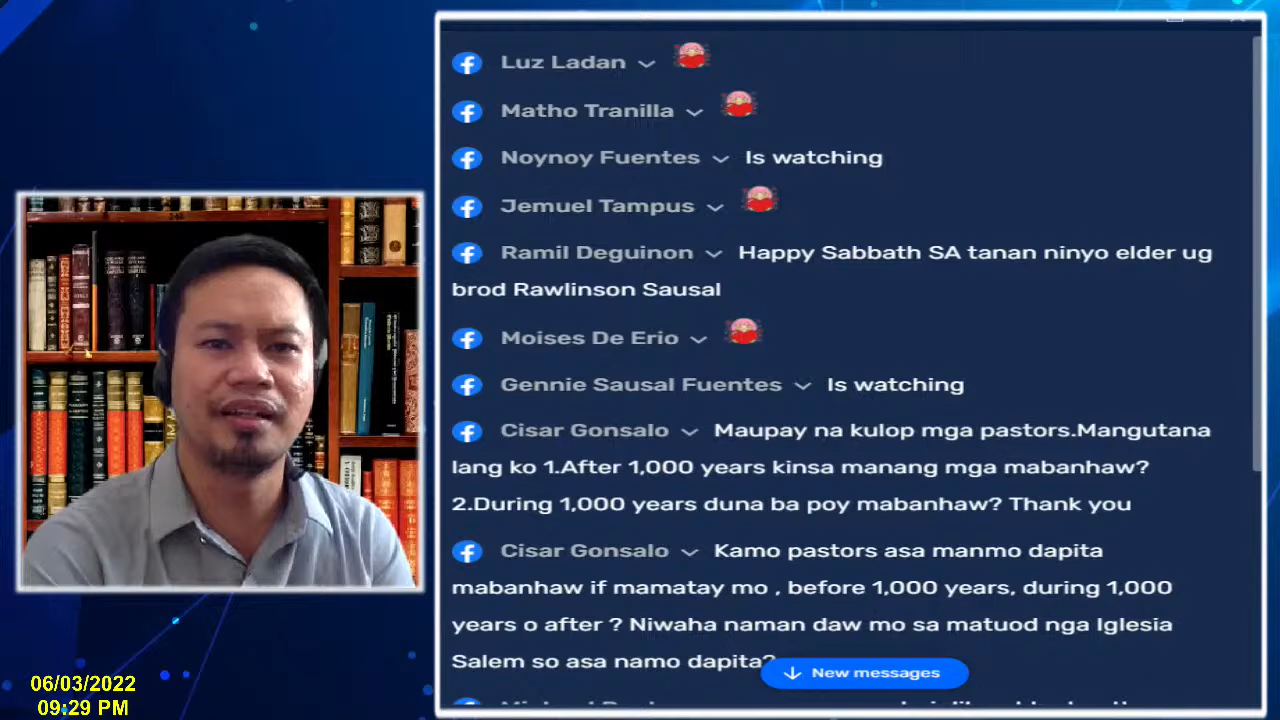 Luz Ladan
Matho Tranilla
Noynoy Fuentes Is watching
Jemuel Tampus
Ramil Deguinon Happy Sabbath SA tanan ninyo elder ug
brod Rawlinson Sausal
Moises De Erio
Gennie Sausal Fuentes Is watching
Cisar Gonsalo Maupay na kulop mga pastors.Mangutana
lang ko 1.After 1,000 years kinsa manang mga mabanhaw?
2.During 1,000 years duna ba poy mabanhaw? Thank you
Cisar Gonsalo Kamo pastors asa manmo dapita
mabanhaw if mamatay mo , before 1,000 years, during 1,000
years o after ? Niwaha naman daw mo sa matuod nga Iglesia
Salem so asa namo dapita?
New messages
06/03/2022
09:29 PM